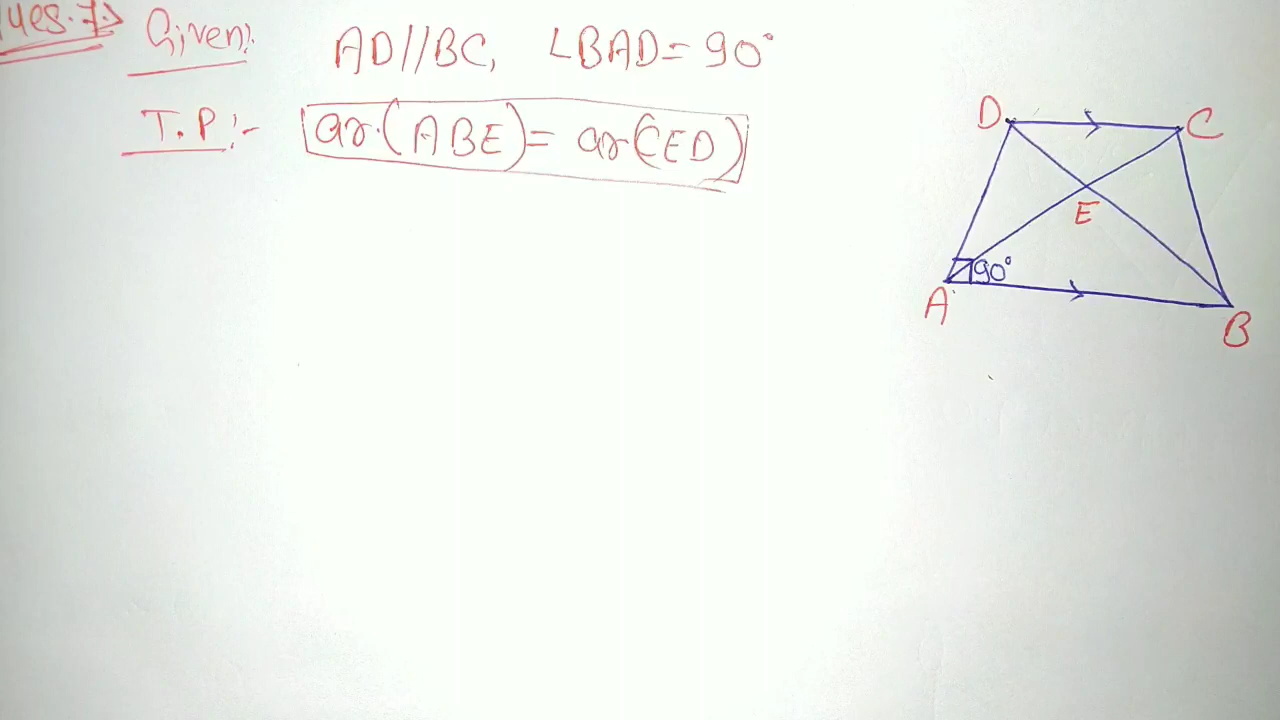 Ques.7.> Given:
AD//BC, ∠BAD = 90°
T.P:- ar.(ABE) = ar(CED)
D C
E
90°
A B